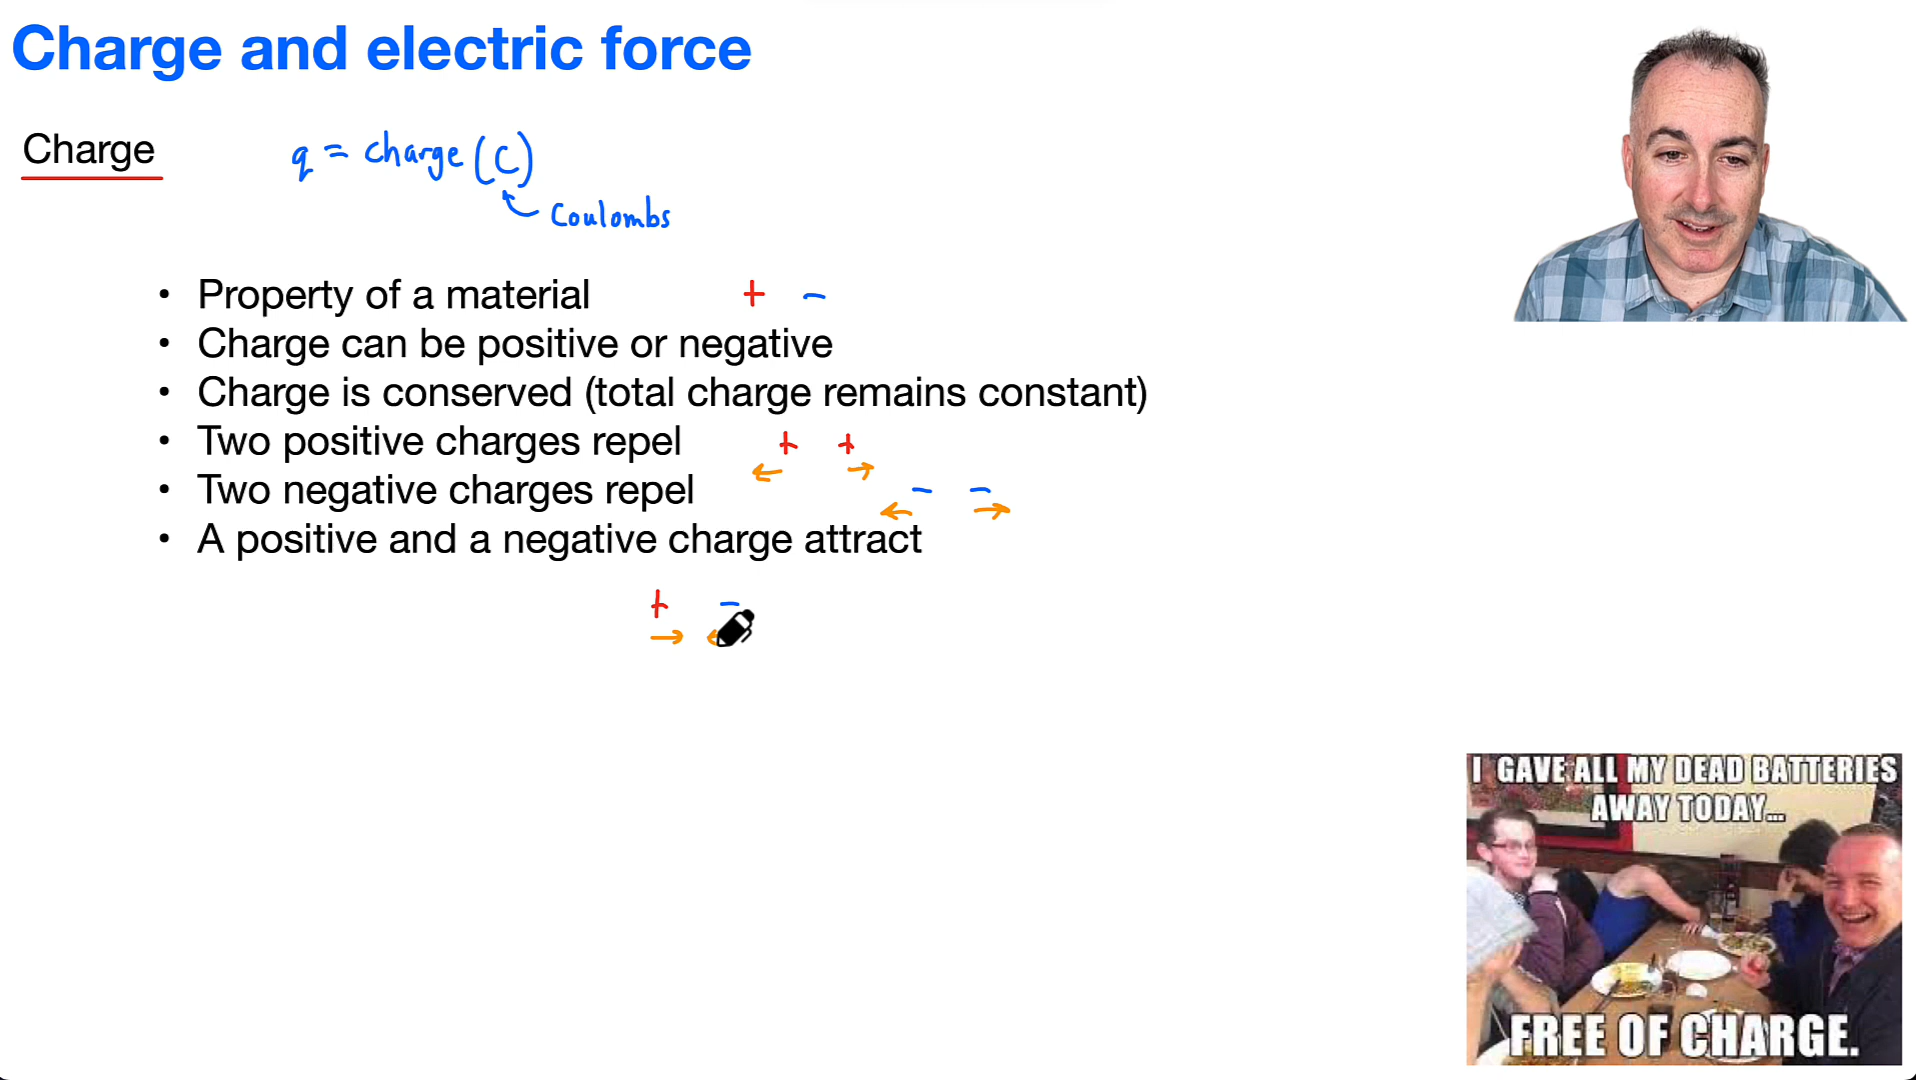 Charge and electric force
Charge
q = charge (C)
Coulombs
• Property of a material + −
• Charge can be positive or negative
• Charge is conserved (total charge remains constant)
• Two positive charges repel + +
• Two negative charges repel − −
• A positive and a negative charge attract
+ −
I GAVE ALL MY DEAD BATTERIES
AWAY TODAY...
FREE OF CHARGE.